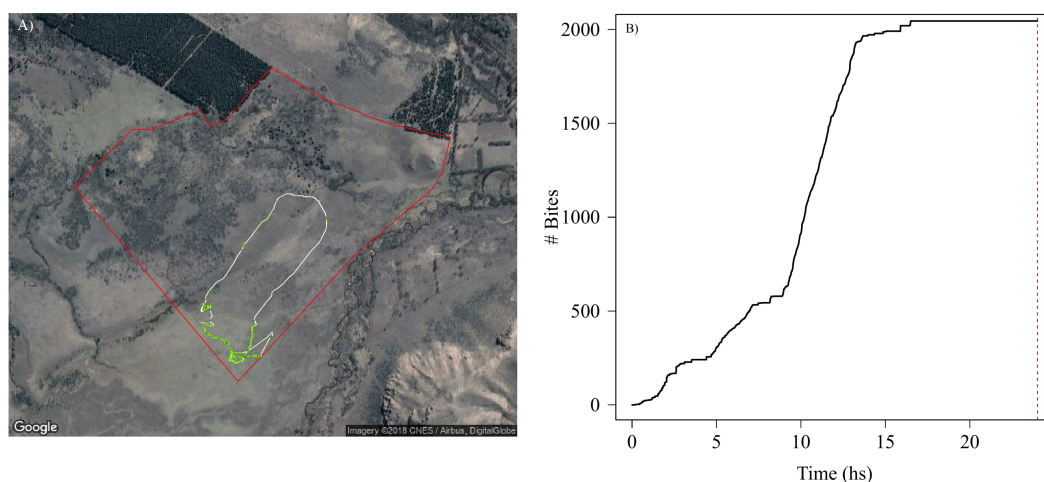 A)
Google
Imagery ©2018 CNES / Airbus, DigitalGlobe
B)
# Bites
2000
1500
1000
500
0
0 5 10 15 20
Time (hs)